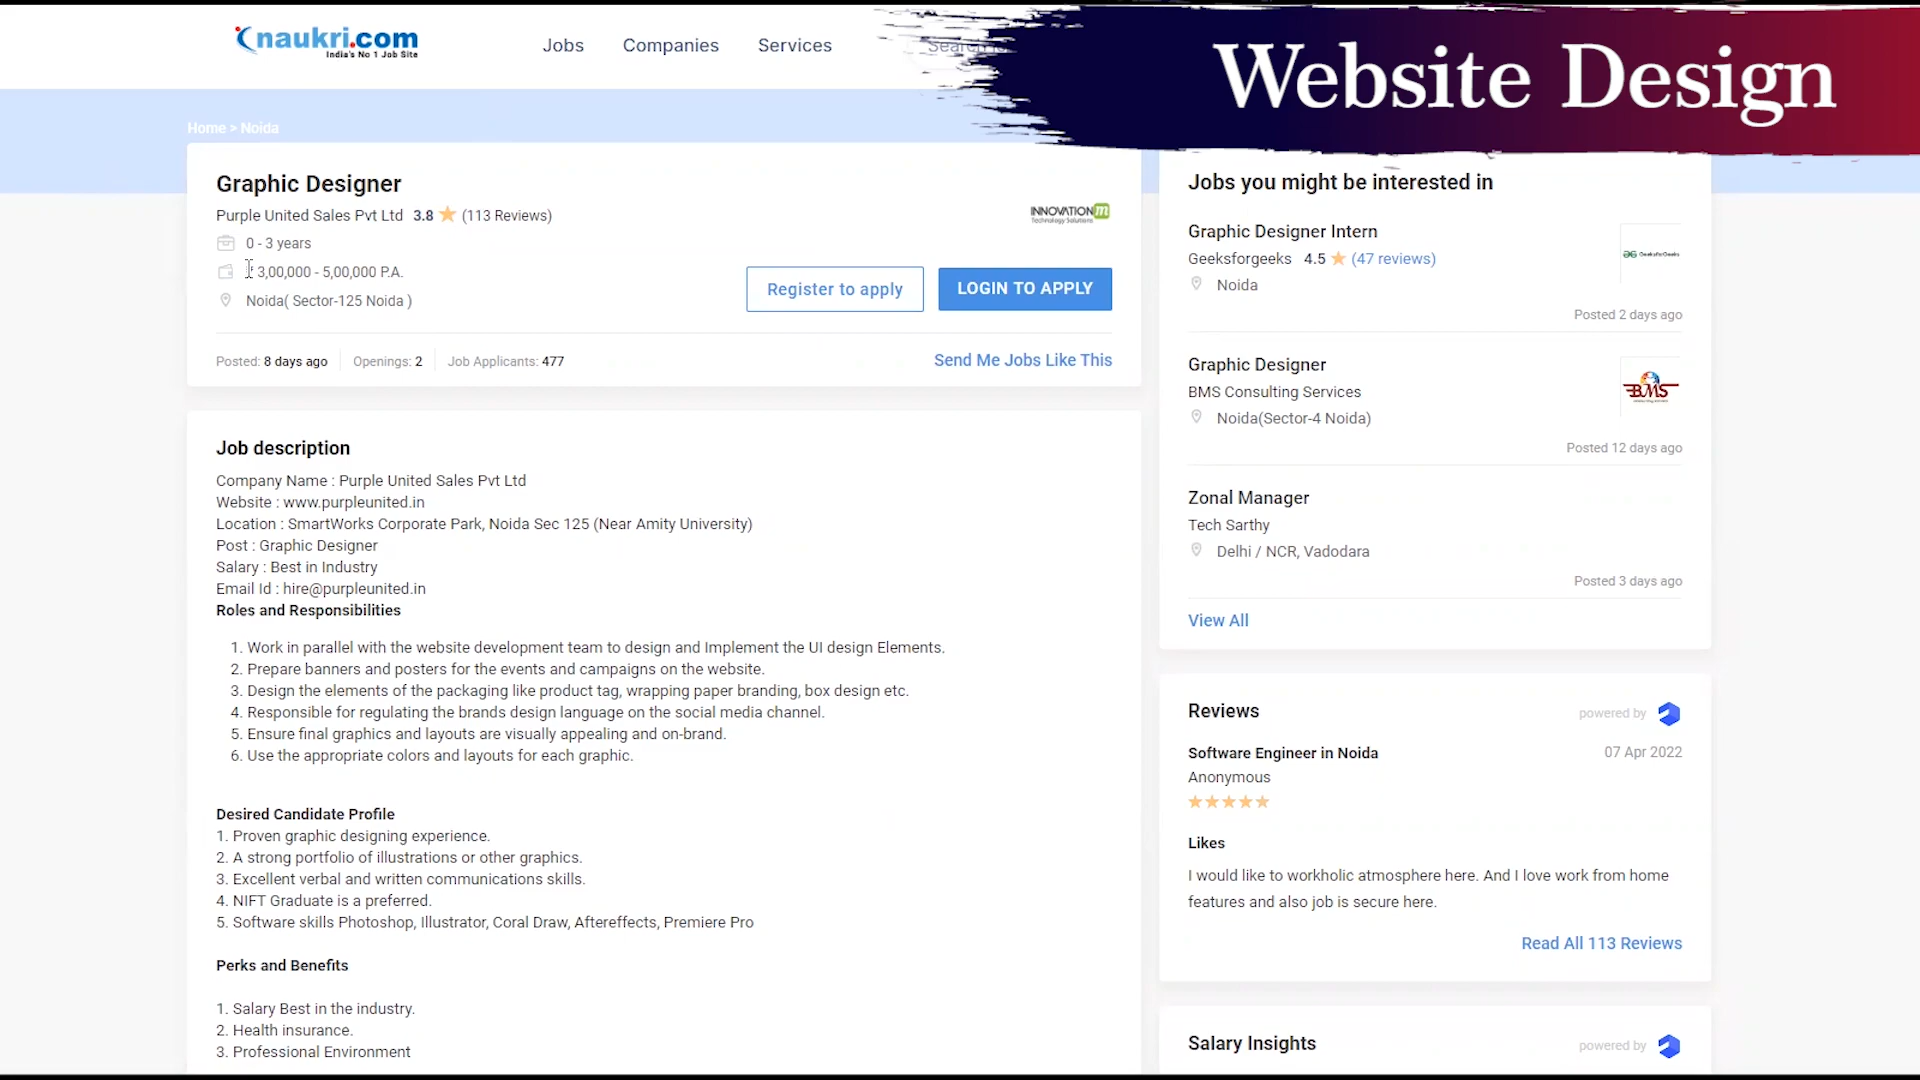 naukri.com
India's No 1 Job Site
Jobs
Companies
Services
Website Design
Home > Noida
Graphic Designer
Purple United Sales Pvt Ltd 3.8 (113 Reviews)
INNOVATION m
Technology Solutions
0 - 3 years
3,00,000 - 5,00,000 P.A.
Noida( Sector-125 Noida )
Register to apply
LOGIN TO APPLY
Posted: 8 days ago
Openings: 2
Job Applicants: 477
Send Me Jobs Like This
Job description
Company Name : Purple United Sales Pvt Ltd
Website : www.purpleunited.in
Location : SmartWorks Corporate Park, Noida Sec 125 (Near Amity University)
Post : Graphic Designer
Salary : Best in Industry
Email Id : hire@purpleunited.in
Roles and Responsibilities
1. Work in parallel with the website development team to design and Implement the UI design Elements.
2. Prepare banners and posters for the events and campaigns on the website.
3. Design the elements of the packaging like product tag, wrapping paper branding, box design etc.
4. Responsible for regulating the brands design language on the social media channel.
5. Ensure final graphics and layouts are visually appealing and on-brand.
6. Use the appropriate colors and layouts for each graphic.
Desired Candidate Profile
1. Proven graphic designing experience.
2. A strong portfolio of illustrations or other graphics.
3. Excellent verbal and written communications skills.
4. NIFT Graduate is a preferred.
5. Software skills Photoshop, Illustrator, Coral Draw, Aftereffects, Premiere Pro
Perks and Benefits
1. Salary Best in the industry.
2. Health insurance.
3. Professional Environment
Jobs you might be interested in
Graphic Designer Intern
Geeksforgeeks 4.5 (47 reviews)
GeeksforGeeks
Noida
Posted 2 days ago
Graphic Designer
BMS Consulting Services
BMS
Noida(Sector-4 Noida)
Posted 12 days ago
Zonal Manager
Tech Sarthy
Delhi / NCR, Vadodara
Posted 3 days ago
View All
Reviews
powered by
Software Engineer in Noida
07 Apr 2022
Anonymous
Likes
I would like to workholic atmosphere here. And I love work from home
features and also job is secure here.
Read All 113 Reviews
Salary Insights
powered by